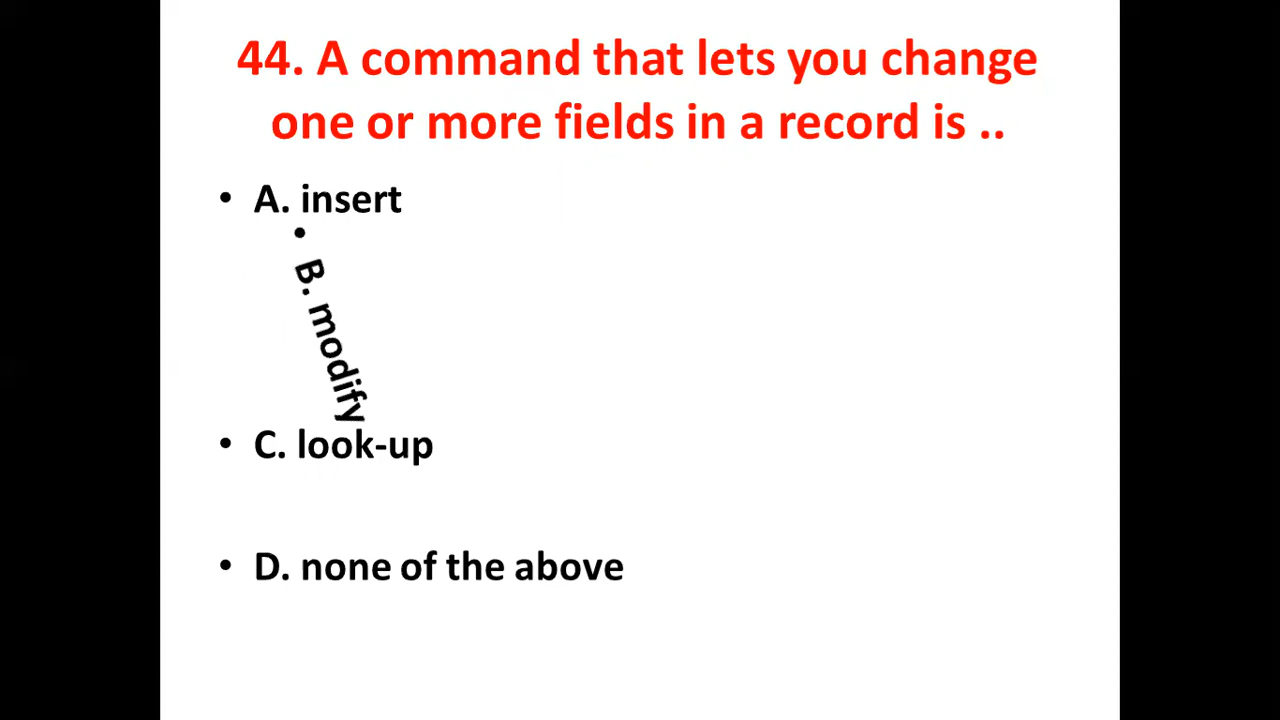 44. A command that lets you change
one or more fields in a record is ..
• A. insert
• B. modify
• C. look-up
• D. none of the above